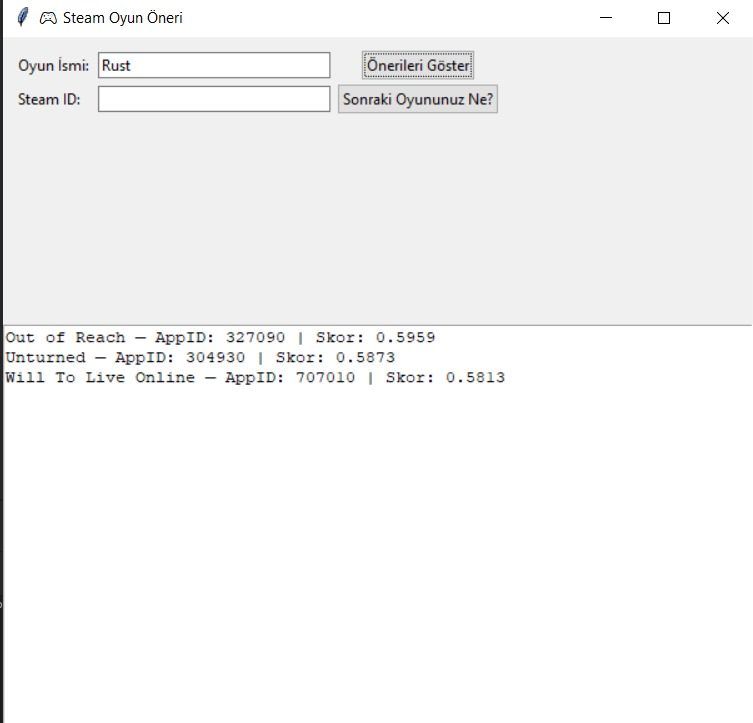 Steam Oyun Öneri
Oyun İsmi: Rust Önerileri Göster
Steam ID: Sonraki Oyununuz Ne?
Out of Reach — AppID: 327090 | Skor: 0.5959
Unturned — AppID: 304930 | Skor: 0.5873
Will To Live Online — AppID: 707010 | Skor: 0.5813